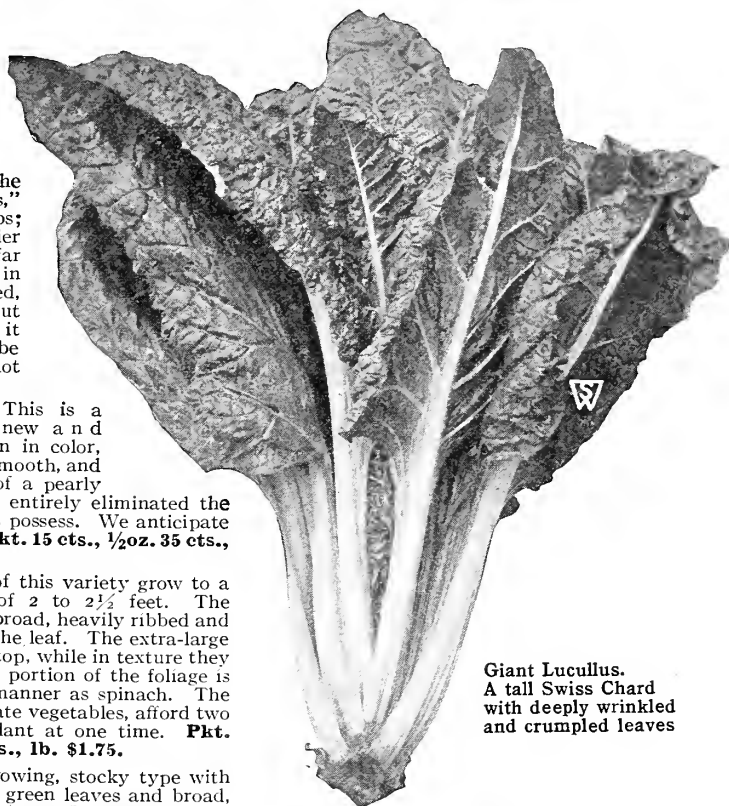 he
s,”
os;
er
far
in
ed,
out
it
be
not
This is a
new and
n in color,
mooth, and
of a pearly
entirely eliminated the
possess. We anticipate
kt. 15 cts., ½oz. 35 cts.,
of this variety grow to a
of 2 to 2½ feet. The
broad, heavily ribbed and
he leaf. The extra-large
top, while in texture they
portion of the foliage is
manner as spinach. The
ate vegetables, afford two
lant at one time. Pkt.
s., lb. $1.75.
owing, stocky type with
green leaves and broad,
Giant Lucullus.
A tall Swiss Chard
with deeply wrinkled
and crumpled leaves